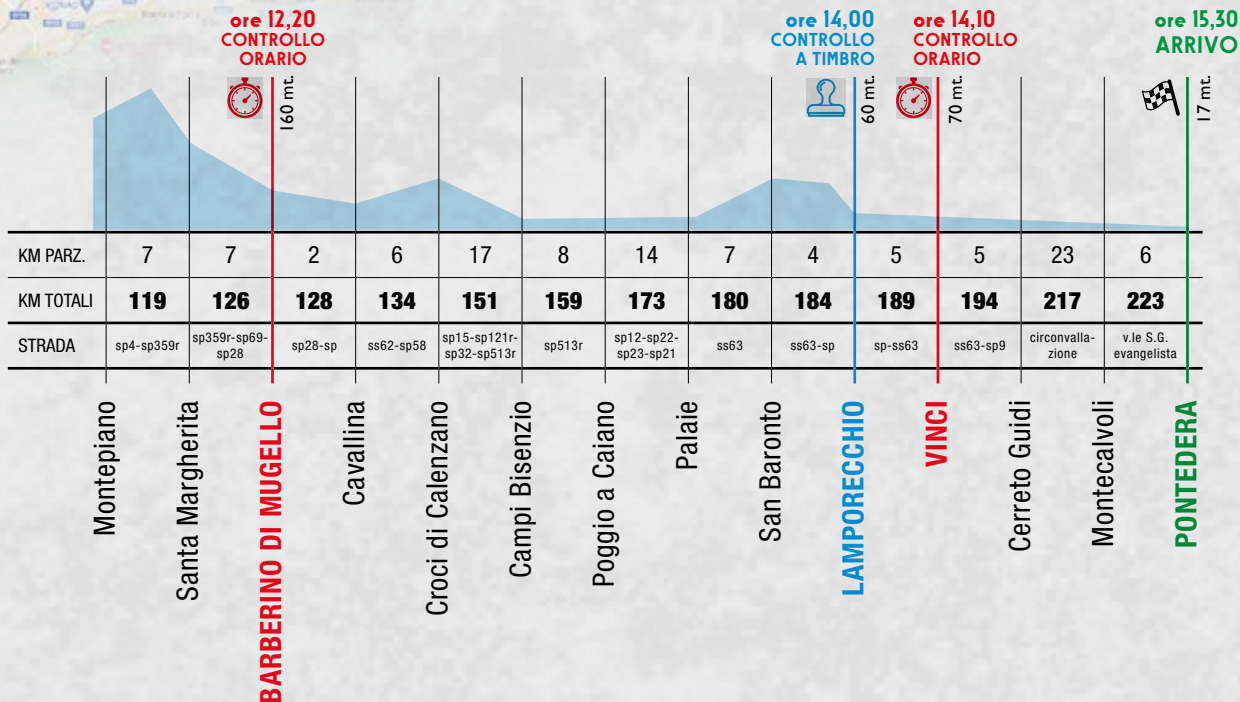 ore 12,20
CONTROLLO
ORARIO
160 mt.
ore 14,00
CONTROLLO
A TIMBRO
60 mt.
ore 14,10
CONTROLLO
ORARIO
70 mt.
ore 15,30
ARRIVO
17 mt.
KM PARZ. 7 7 2 6 17 8 14 7 4 5 5 23 6
KM TOTALI 119 126 128 134 151 159 173 180 184 189 194 217 223
STRADA
sp4-sp359r
sp359r-sp69-
sp28
sp28-sp
ss62-sp58
sp15-sp121r-
sp32-sp513r
sp513r
sp12-sp22-
sp23-sp21
ss63
ss63-sp
sp-ss63
ss63-sp9
circonvalla-
zione
v.le S.G.
evangelista
Montepiano
Santa Margherita
BARBERINO DI MUGELLO
Cavallina
Croci di Calenzano
Campi Bisenzio
Poggio a Caiano
Palaie
San Baronto
LAMPORECCHIO
VINCI
Cerreto Guidi
Montecalvoli
PONTEDERA